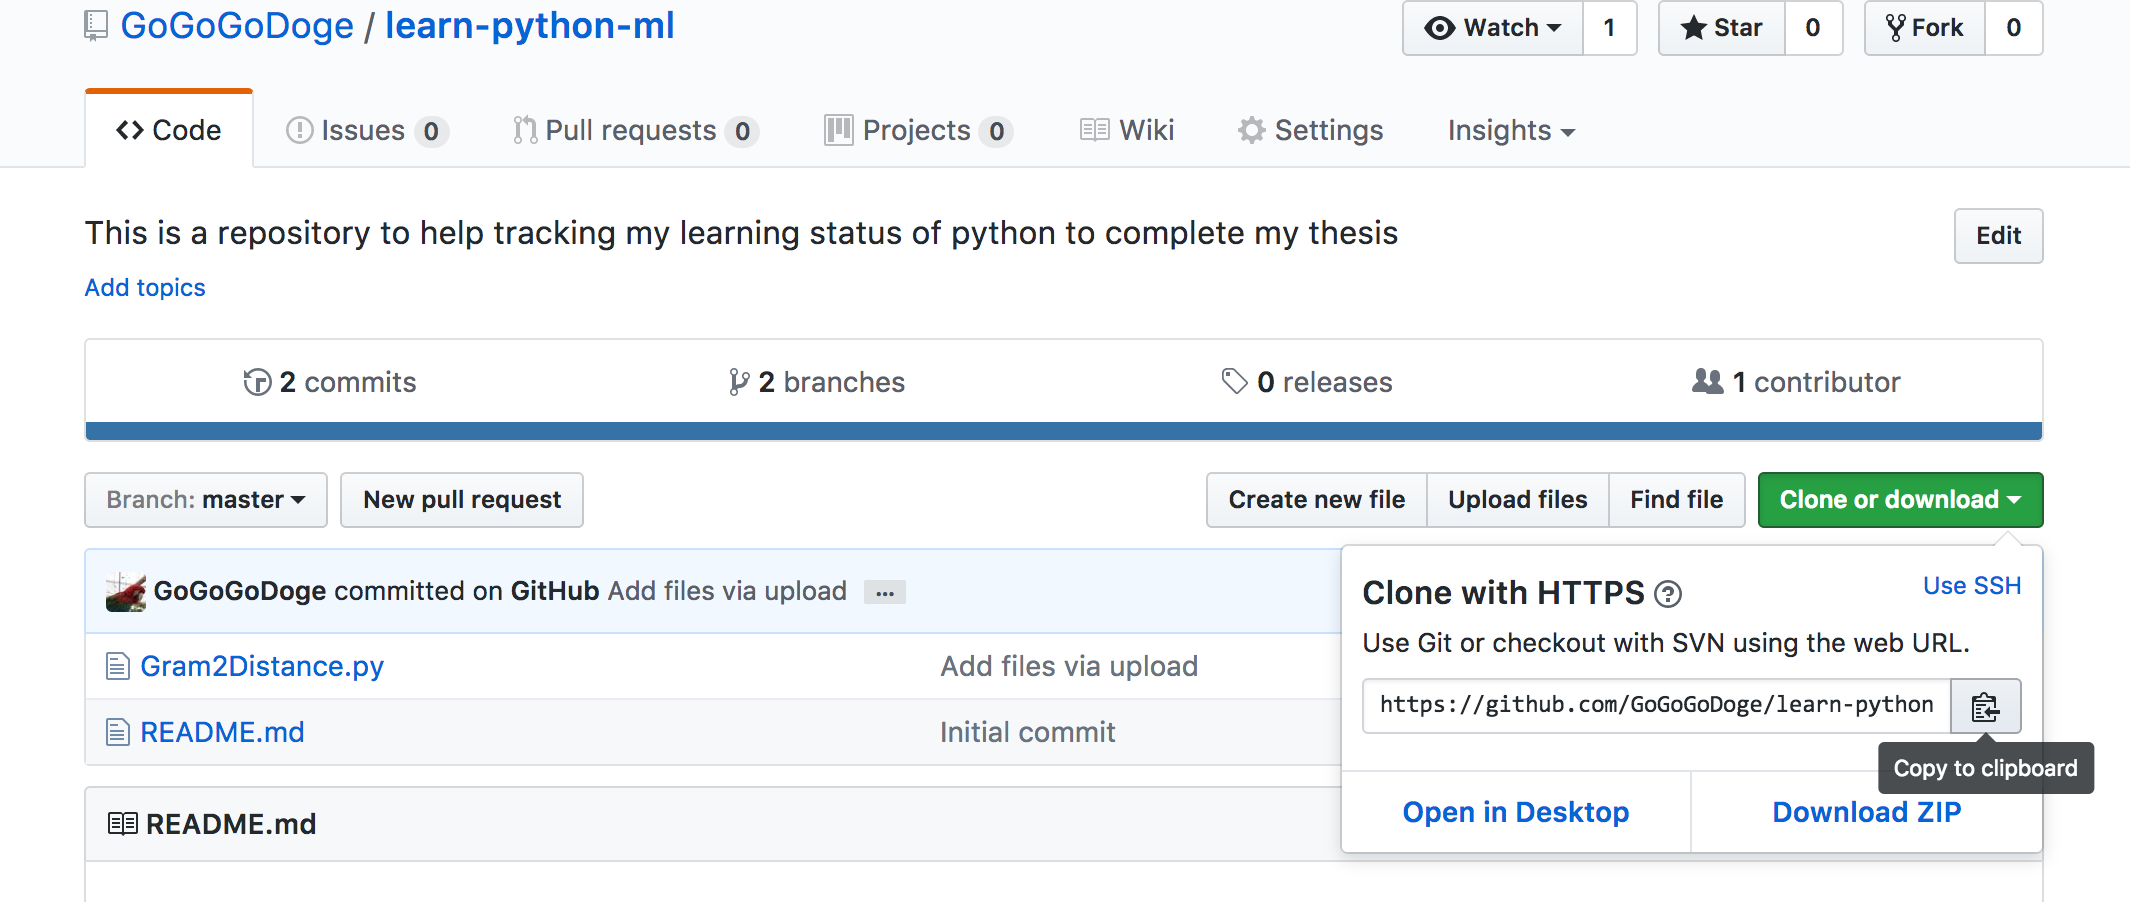 GoGoGoDoge / learn-python-ml
Watch 1 Star 0 Fork 0
Code Issues 0 Pull requests 0 Projects 0 Wiki Settings Insights
This is a repository to help tracking my learning status of python to complete my thesis
Edit
Add topics
2 commits 2 branches 0 releases 1 contributor
Branch: master New pull request Create new file Upload files Find file Clone or download
GoGoGoDoge committed on GitHub Add files via upload ...
Gram2Distance.py Add files via upload
README.md Initial commit
README.md
Clone with HTTPS ? Use SSH
Use Git or checkout with SVN using the web URL.
https://github.com/GoGoGoDoge/learn-python
Copy to clipboard
Open in Desktop Download ZIP